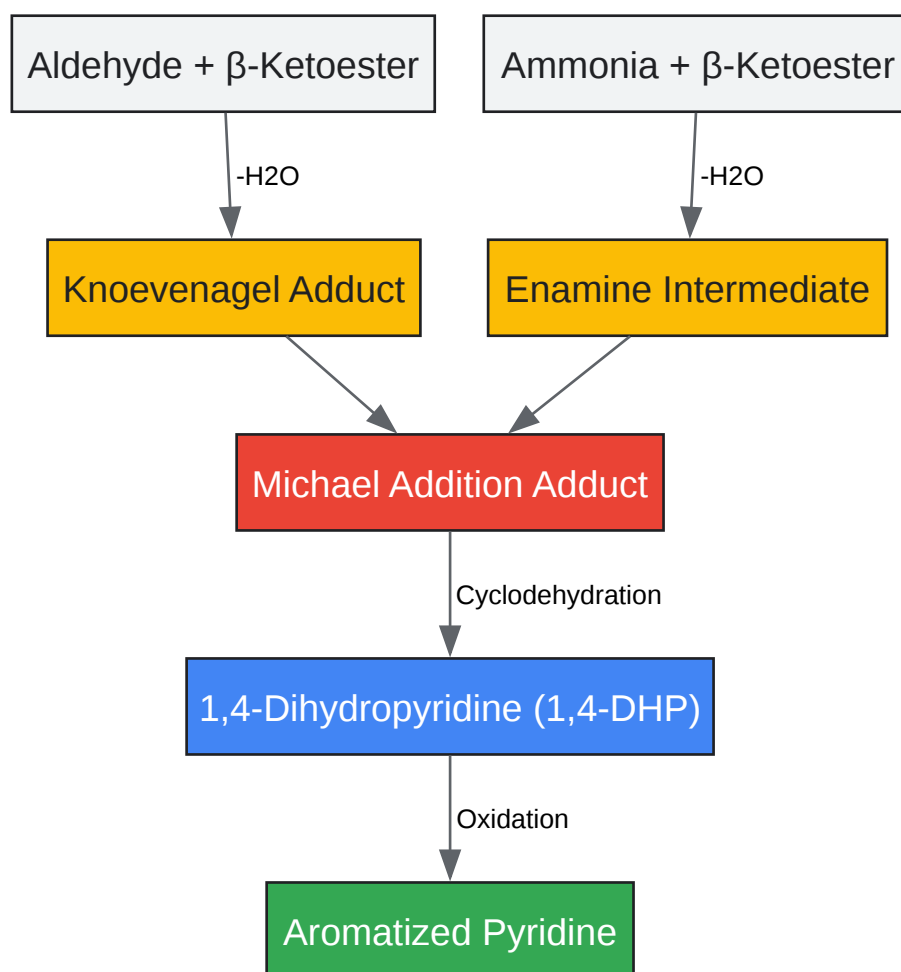 Aldehyde + β-Ketoester
Ammonia + β-Ketoester
-H2O
-H2O
Knoevenagel Adduct
Enamine Intermediate
Michael Addition Adduct
Cyclodehydration
1,4-Dihydropyridine (1,4-DHP)
Oxidation
Aromatized Pyridine